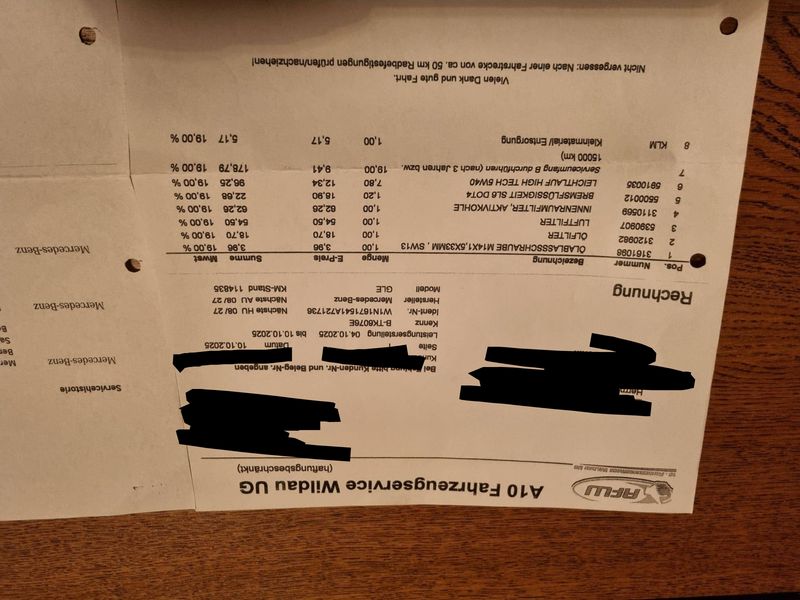 AFW
A10 Fahrzeugservice Wildau UG
(haftungsbeschränkt)
Bei Zahlung bitte Kunden-Nr. und Beleg-Nr. angeben
Seite
Datum 10.10.2025
Leistungserstellung 04.10.2025 bis 10.10.2025
Kennz B-TK6076E
Ident-Nr. W1N1671541A721736 Nächste HU 08/ 27
Hersteller Mercedes-Benz Nächste AU 08/ 27
Modell GLE KM-Stand 114835
Rechnung
Pos. Nummer Bezeichnung Menge E-Preis Summe Mwst
1 3161098 ÖLABLASSSCHRAUBE M14X1,5X33MM , SW13 1,00 3,96 3,96 19,00 %
2 3120982 ÖLFILTER 1,00 18,70 18,70 19,00 %
3 5390907 LUFTFILTER 1,00 54,50 54,50 19,00 %
4 3110569 INNENRAUMFILTER, AKTIVKOHLE 1,00 62,26 62,26 19,00 %
5 5500012 BREMSFLÜSSIGKEIT SL6 DOT4 1,20 18,90 22,68 19,00 %
6 5910035 LEICHTLAUF HIGH TECH 5W40 7,80 12,34 96,25 19,00 %
7 Serviceumfang B durchführen (nach 3 Jahren bzw. 19,00 9,41 178,79 19,00 %
15000 km)
8 KLM Kleinmaterial/ Entsorgung 1,00 5,17 5,17 19,00 %
Vielen Dank und gute Fahrt.
Nicht vergessen: Nach einer Fahrstrecke von ca. 50 km Radbefestigungen prüfen/nachziehen!
Servicehistorie
Mercedes-Benz
Mercedes-Benz
Mercedes-Benz